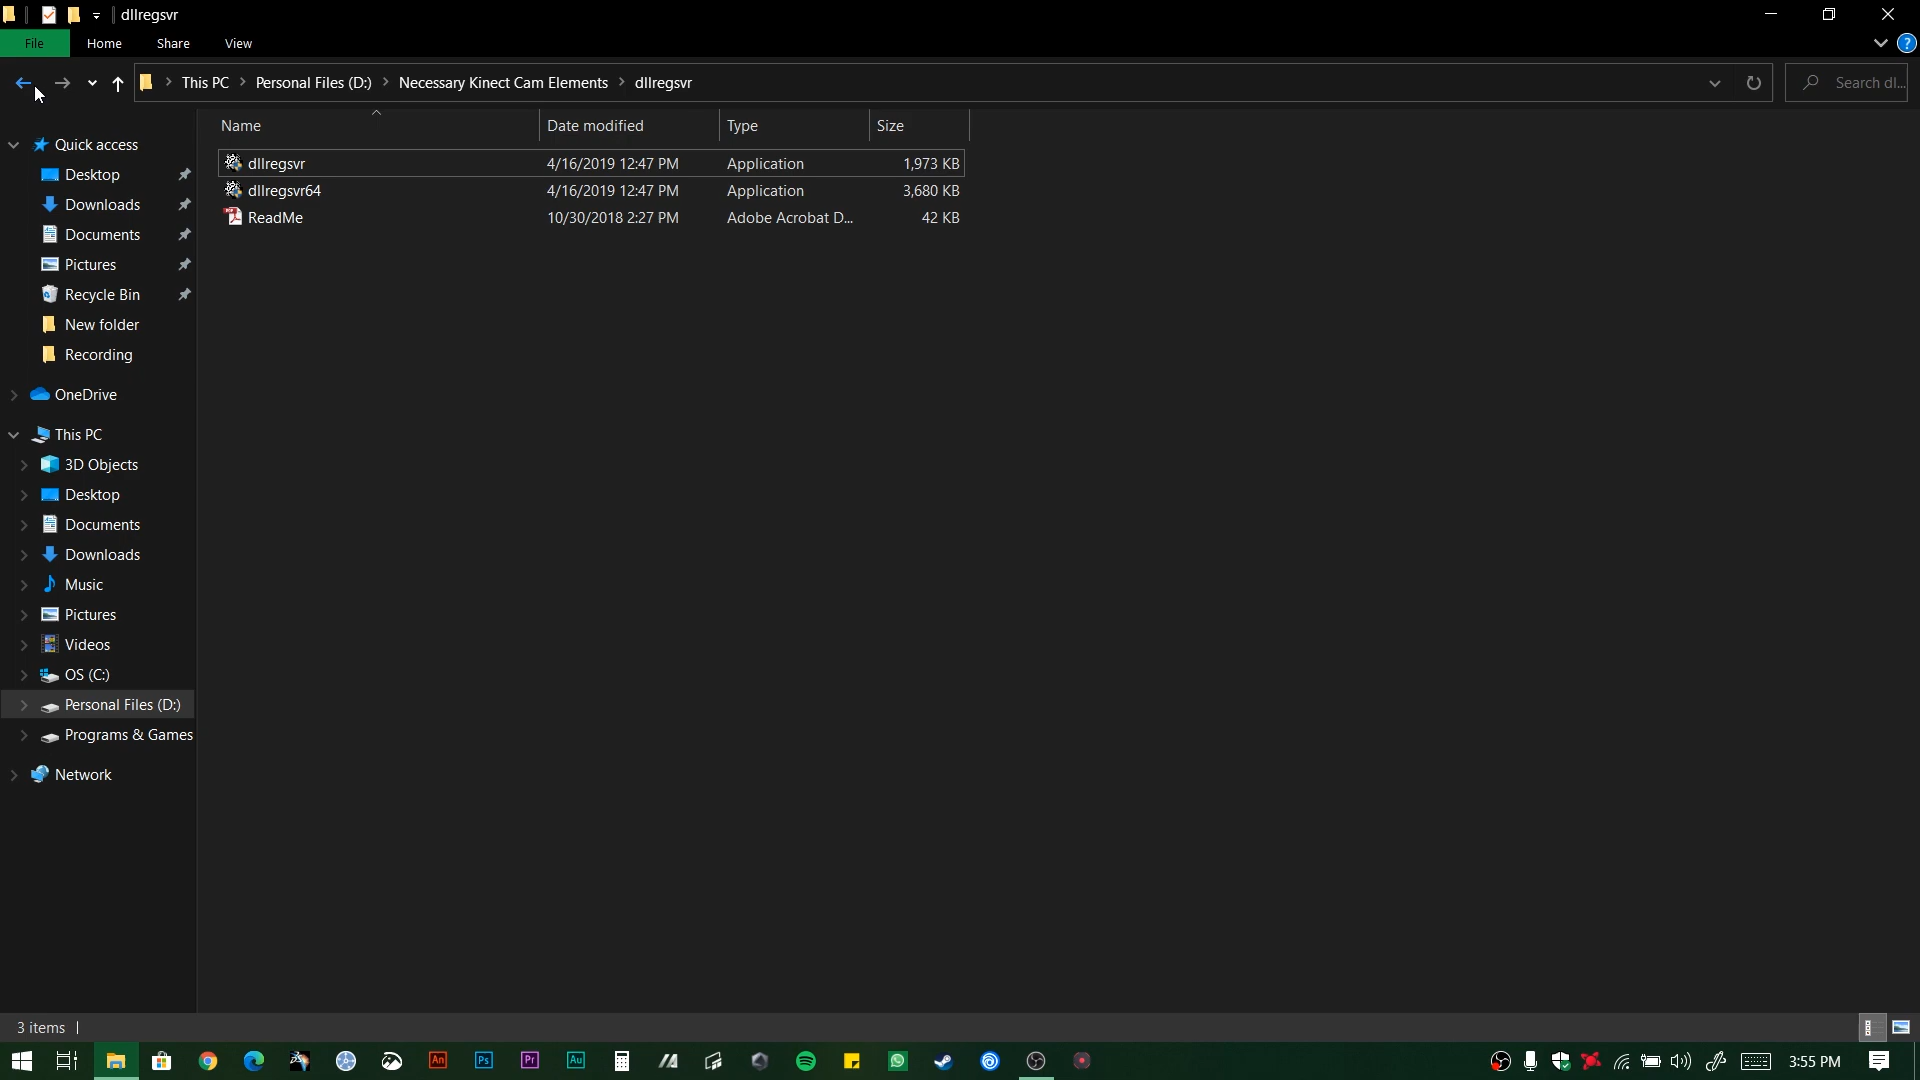 dllregsvr
File Home Share View
This PC Personal Files (D:) Necessary Kinect Cam Elements dllregsvr Search dl...
Name Date modified Type Size
dllregsvr 4/16/2019 12:47 PM Application 1,973 KB
dllregsvr64 4/16/2019 12:47 PM Application 3,680 KB
ReadMe 10/30/2018 2:27 PM Adobe Acrobat D... 42 KB
Quick access
Desktop
Downloads
Documents
Pictures
Recycle Bin
New folder
Recording
OneDrive
This PC
3D Objects
Desktop
Documents
Downloads
Music
Pictures
Videos
OS (C:)
Personal Files (D:)
Programs & Games
Network
3 items
An Ps Pr Au 3:55 PM